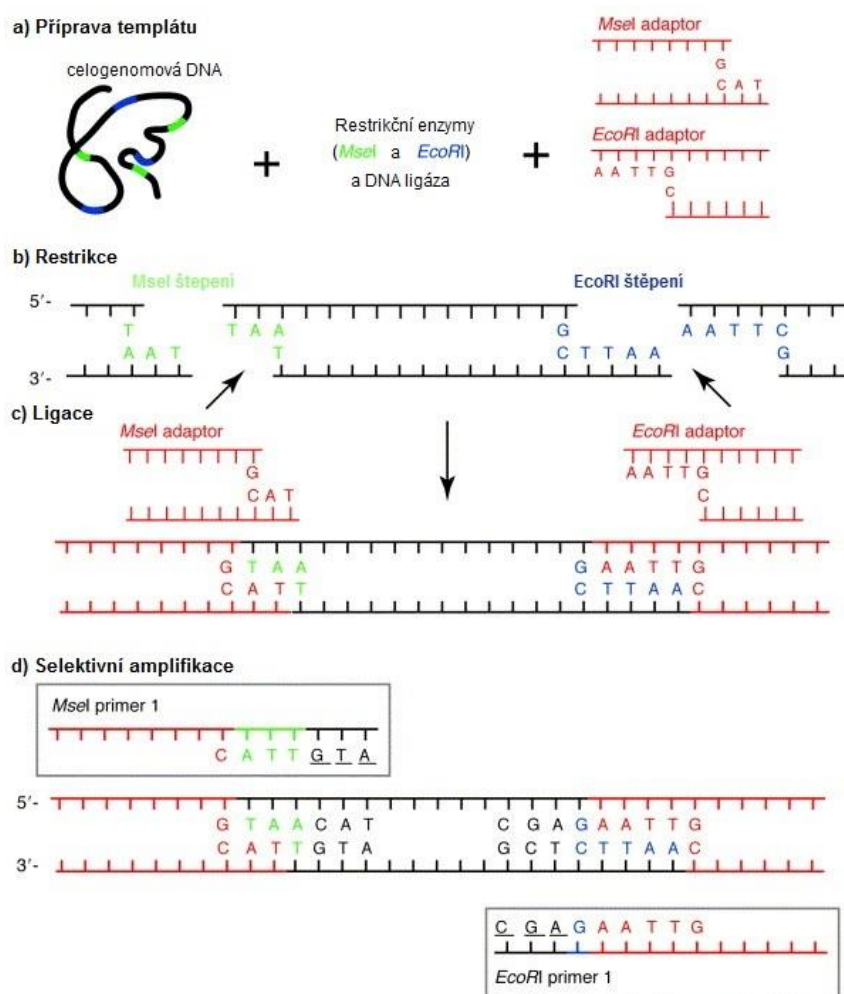 a) Příprava templátu
celogenomová DNA
+
Restrikční enzymy
(MseI a EcoRI)
a DNA ligáza
+
MseI adaptor
G
C A T
EcoRI adaptor
A A T T G
C
b) Restrikce
MseI štepení
EcoRI štěpení
5′-
T T A A G A A T T C
A A T T C T T A A G
3′-
c) Ligace
MseI adaptor
G
C A T
EcoRI adaptor
A A T T G
C
G T A A G A A T T G
C A T T C T T A A C
d) Selektivní amplifikace
MseI primer 1
C A T T G T A
5′-
G T A A C A T C G A G A A T T G
C A T T G T A G C T C T T A A C
3′-
C G A G A A T T G
EcoRI primer 1